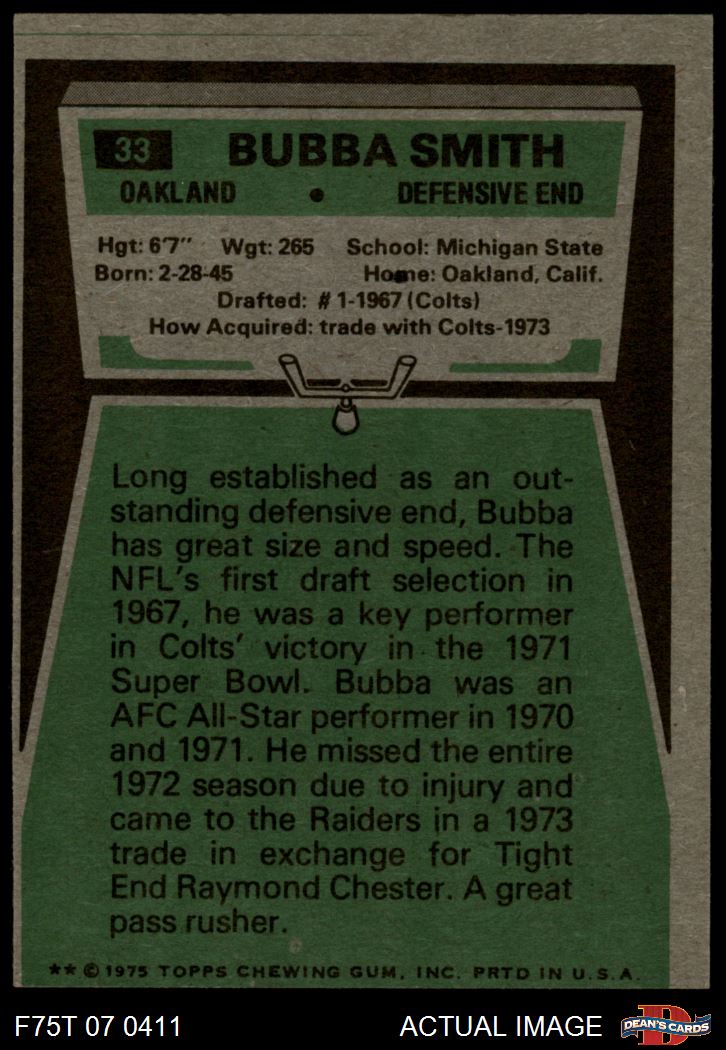 33 BUBBA SMITH
OAKLAND • DEFENSIVE END
Hgt: 6'7" Wgt: 265 School: Michigan State
Born: 2-28-45 Home: Oakland, Calif.
Drafted: #1-1967 (Colts)
How Acquired: trade with Colts-1973
Long established as an out-
standing defensive end, Bubba
has great size and speed. The
NFL's first draft selection in
1967, he was a key performer
in Colts' victory in the 1971
Super Bowl. Bubba was an
AFC All-Star performer in 1970
and 1971. He missed the entire
1972 season due to injury and
came to the Raiders in a 1973
trade in exchange for Tight
End Raymond Chester. A great
pass rusher.
** © 1975 TOPPS CHEWING GUM, INC. PRTD IN U.S.A.
F75T 07 0411 ACTUAL IMAGE D DEAN'S CARDS